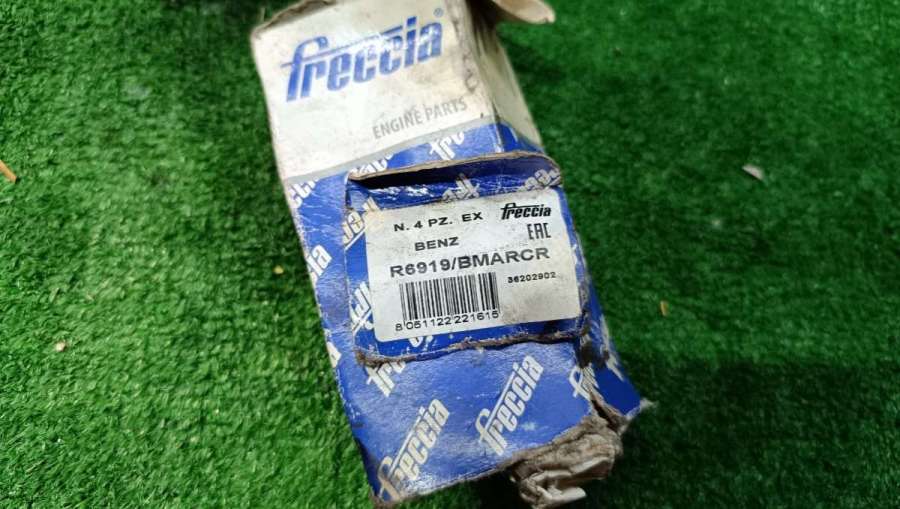 freccia®
ENGINE PARTS
N. 4 PZ. EX freccia
BENZ EAC
R6919/BMARCR
36202902
8 051122 221615
freccia
freccia
freccia